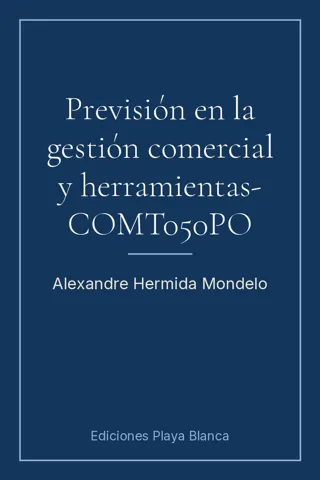 Previsión en la
gestión comercial
y herramientas-
COMT050PO
Alexandre Hermida Mondelo
Ediciones Playa Blanca